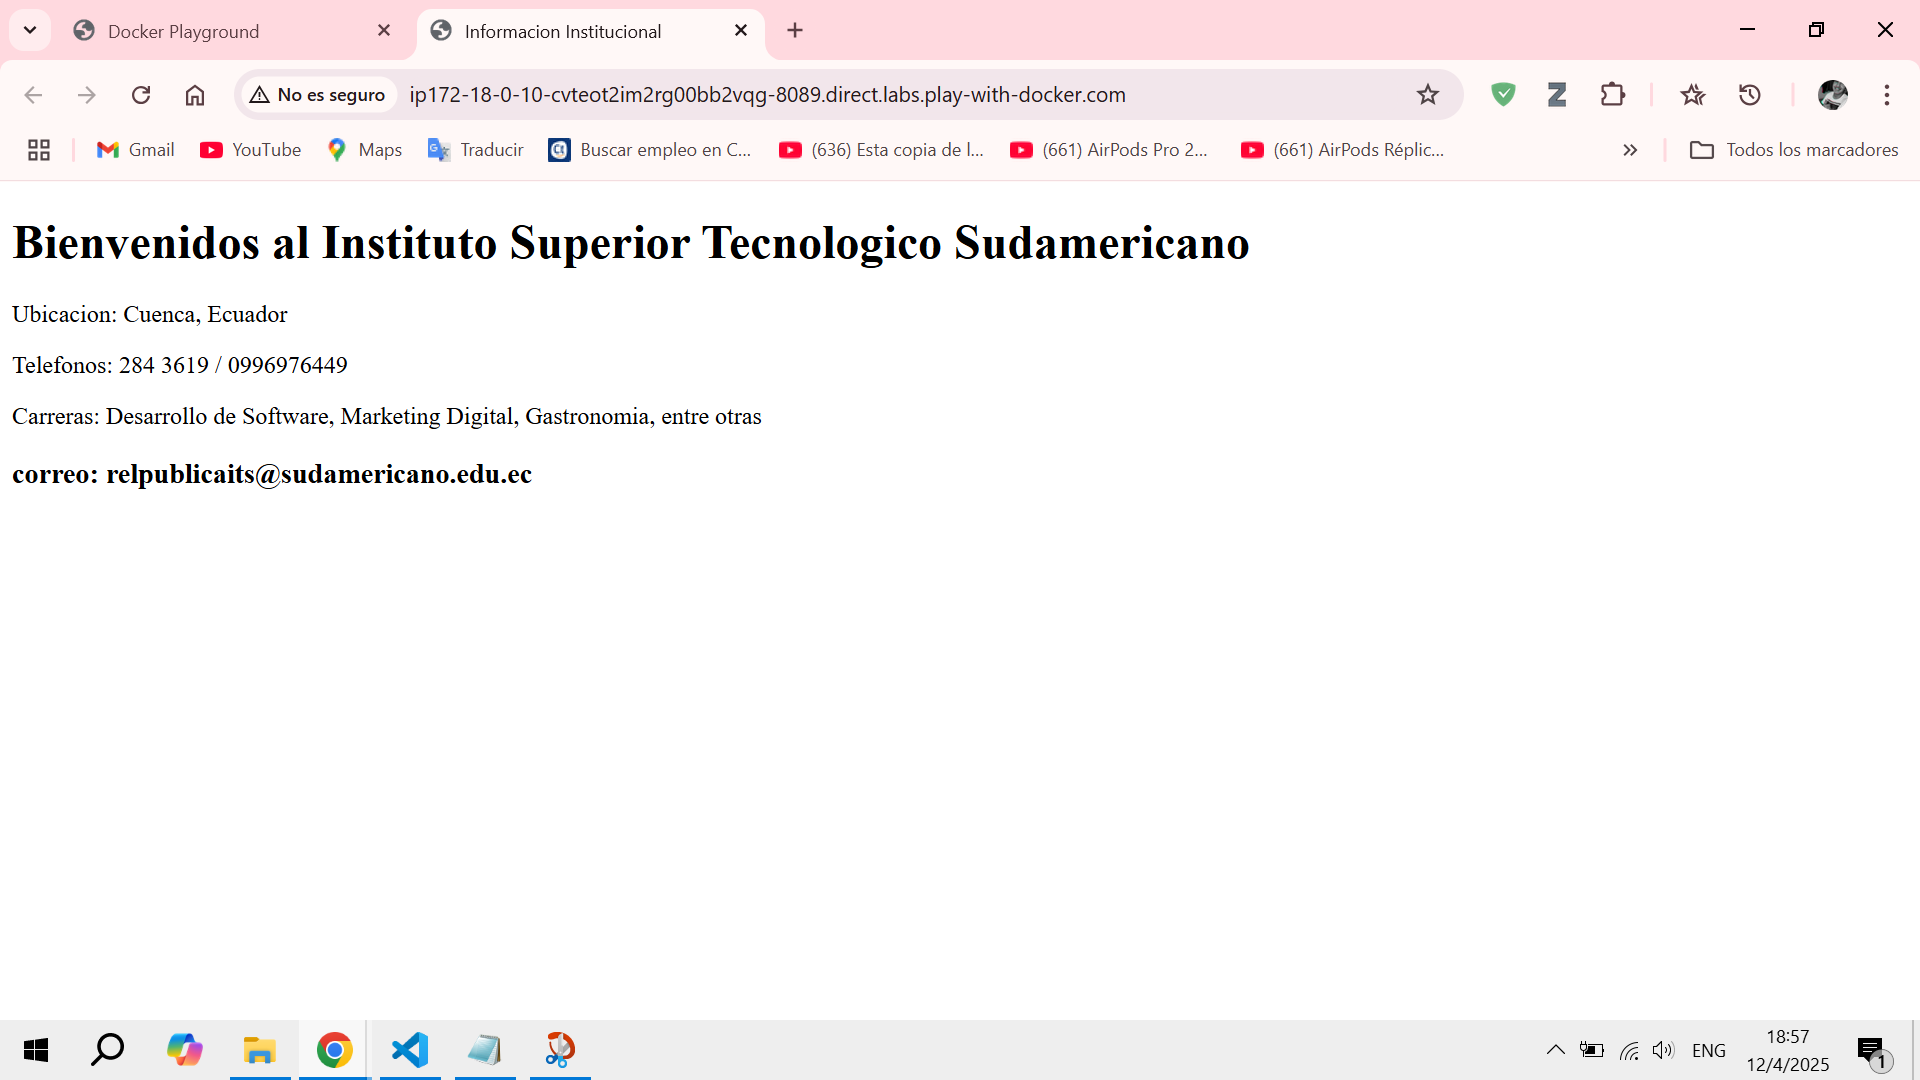 Docker Playground
Informacion Institucional
No es seguro
ip172-18-0-10-cvteot2im2rg00bb2vqg-8089.direct.labs.play-with-docker.com
Gmail
YouTube
Maps
Traducir
Buscar empleo en C...
(636) Esta copia de l...
(661) AirPods Pro 2...
(661) AirPods Réplic...
Todos los marcadores
Bienvenidos al Instituto Superior Tecnologico Sudamericano
Ubicacion: Cuenca, Ecuador
Telefonos: 284 3619 / 0996976449
Carreras: Desarrollo de Software, Marketing Digital, Gastronomia, entre otras
correo: relpublicaits@sudamericano.edu.ec
ENG
18:57
12/4/2025
1